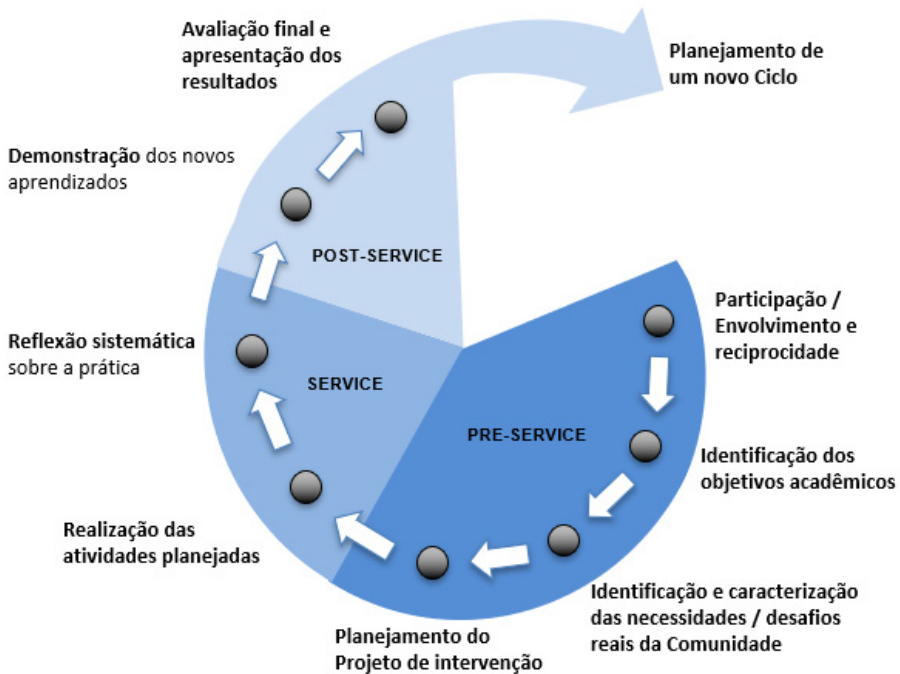 Avaliação final e
apresentação dos
resultados
Planejamento de
um novo Ciclo
Demonstração dos novos
aprendizados
POST-SERVICE
Participação /
Envolvimento e
reciprocidade
Reflexão sistemática
sobre a prática
SERVICE
PRE-SERVICE
Identificação dos
objetivos acadêmicos
Realização das
atividades planejadas
Identificação e caracterização
das necessidades / desafios
reais da Comunidade
Planejamento do
Projeto de intervenção